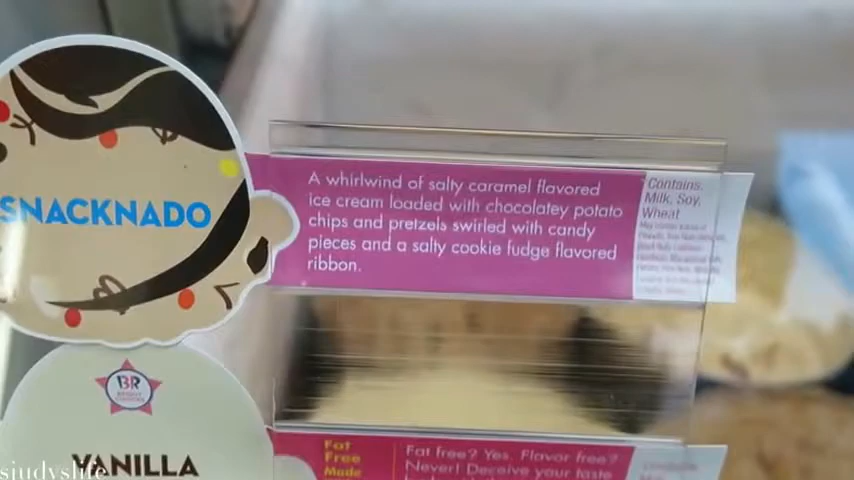 SNACKNADO
A whirlwind of salty caramel flavored
ice cream loaded with chocolatey potato
chips and pretzels swirled with candy
pieces and a salty cookie fudge flavored
ribbon.
Contains:
Milk, Soy,
Wheat
BR
VANILLA
Fat
Free
Made
Fat free? Yes. Flavor free?
Never! Deceive your taste
sjudyslife